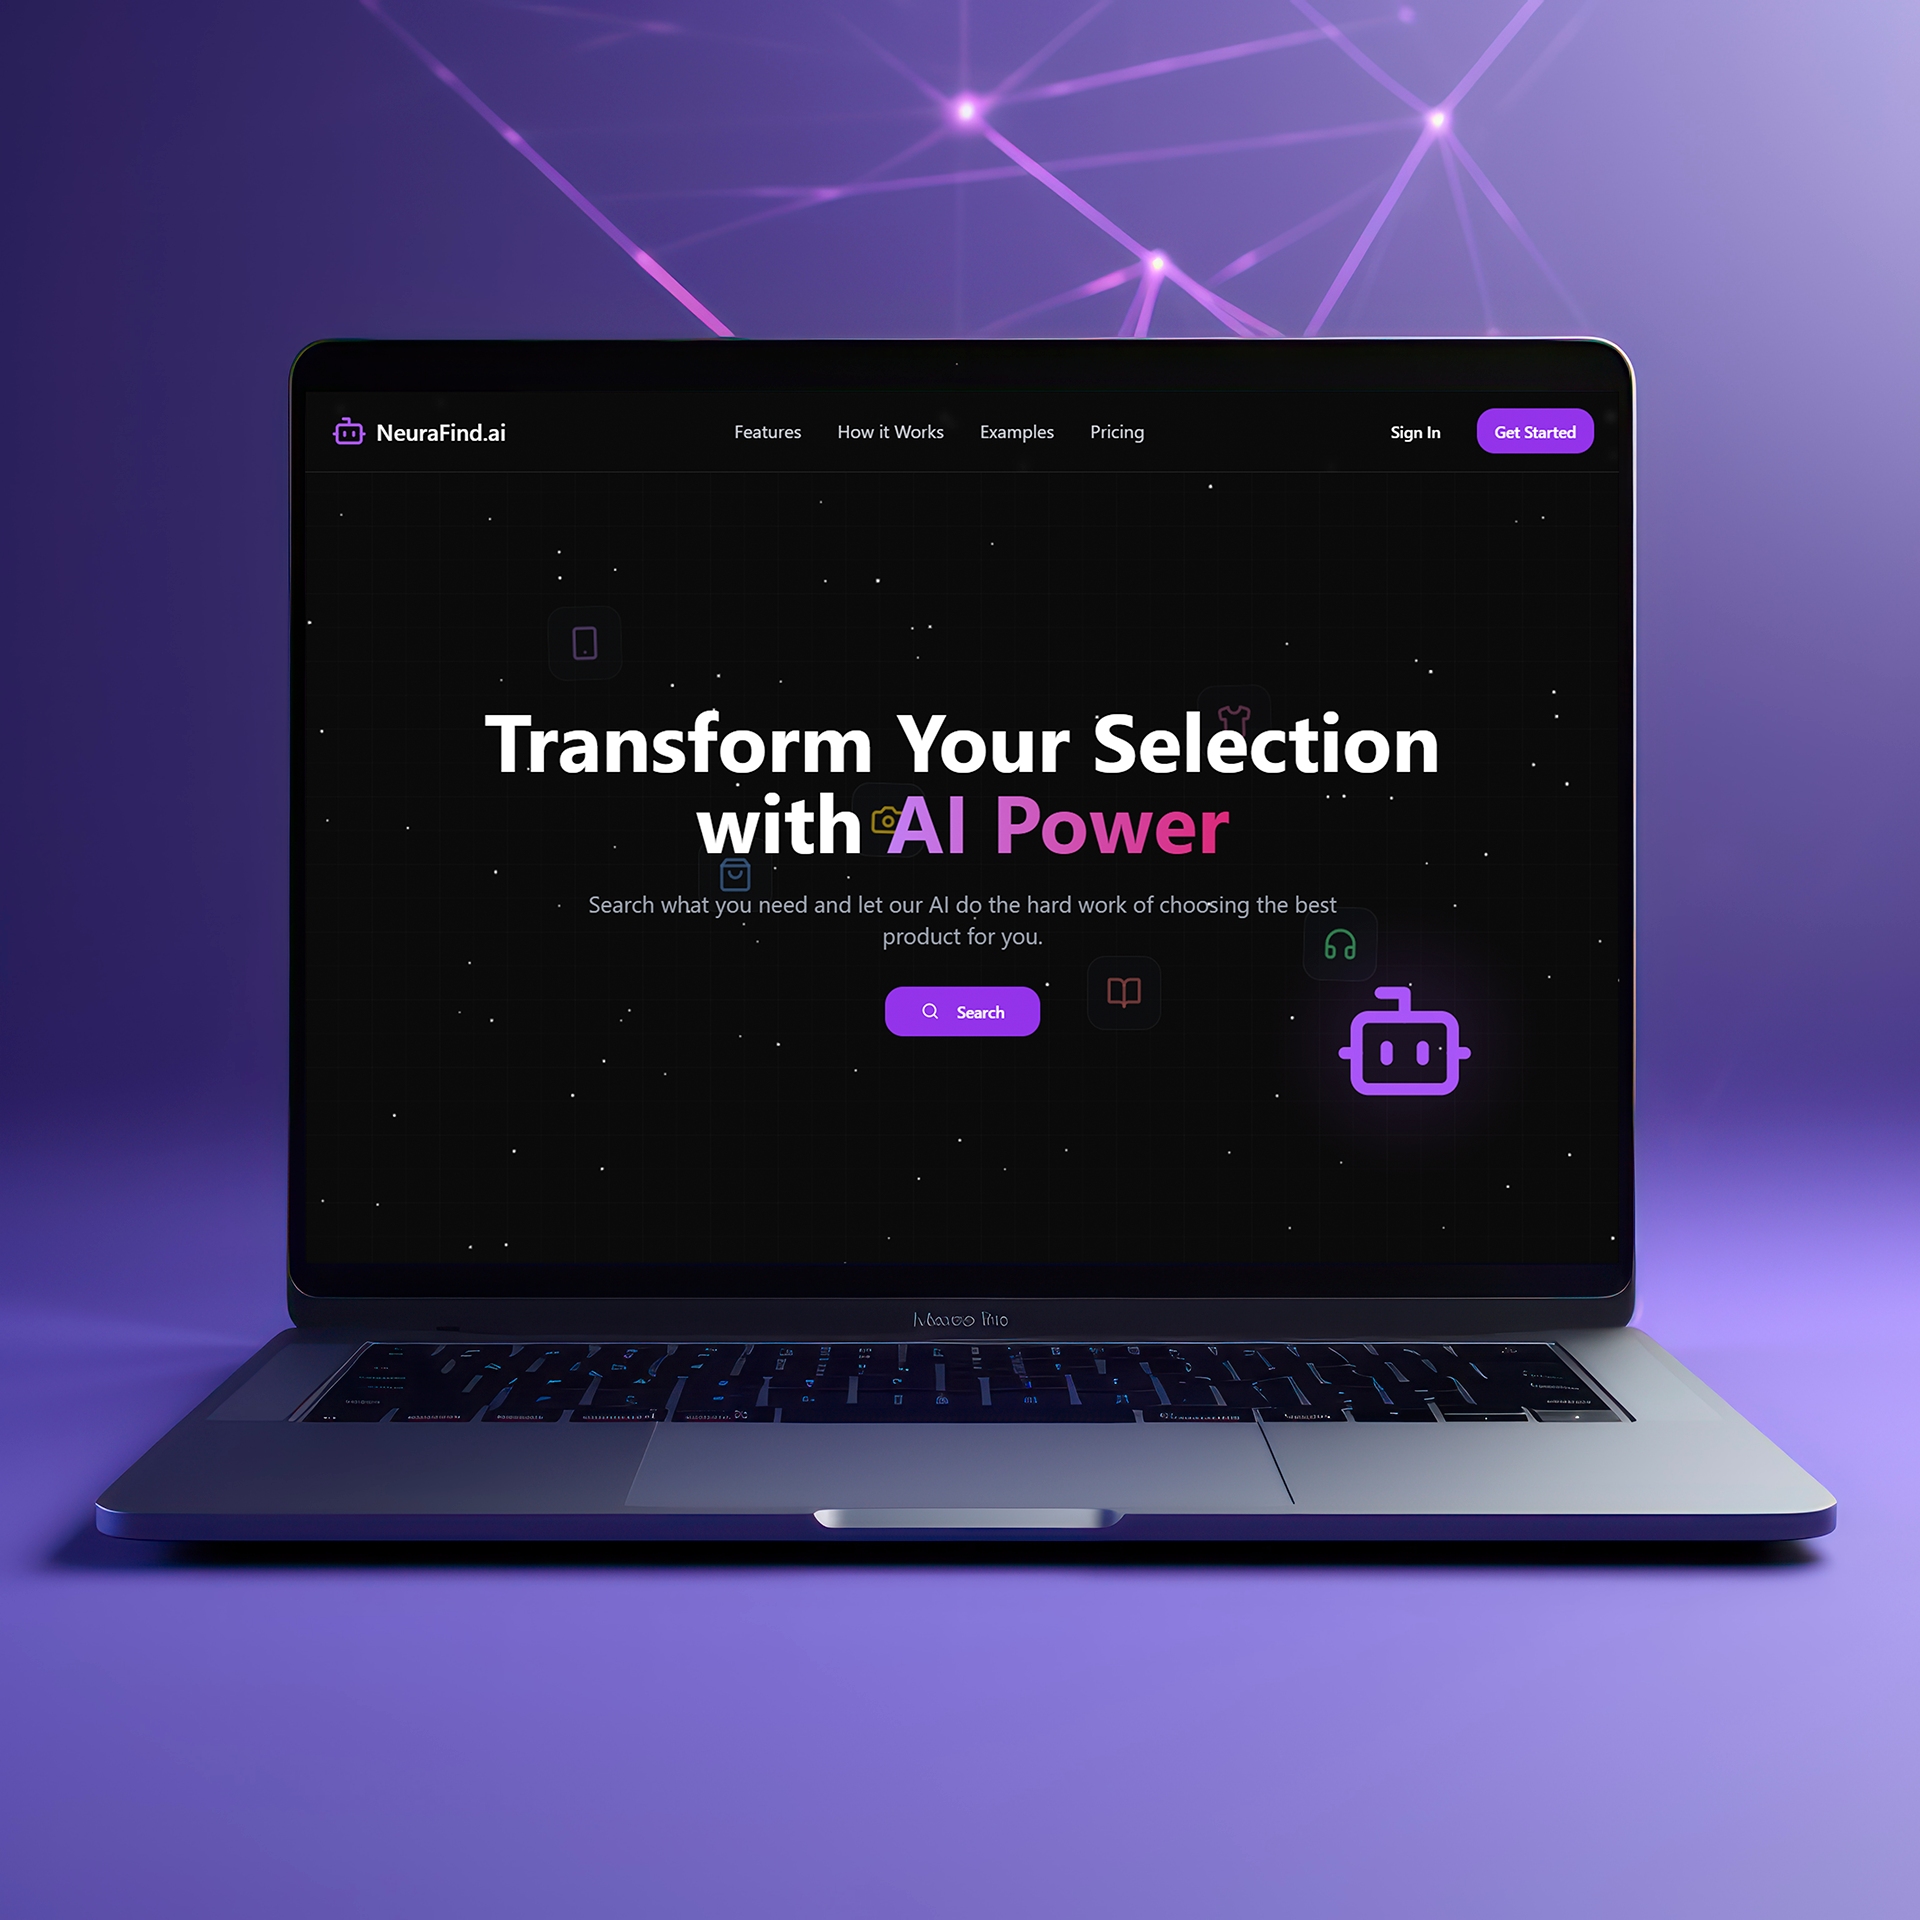 NeuraFind.ai
Features
How it Works
Examples
Pricing
Sign In
Get Started
Transform Your Selection
with AI Power
Search what you need and let our AI do the hard work of choosing the best
product for you.
Search